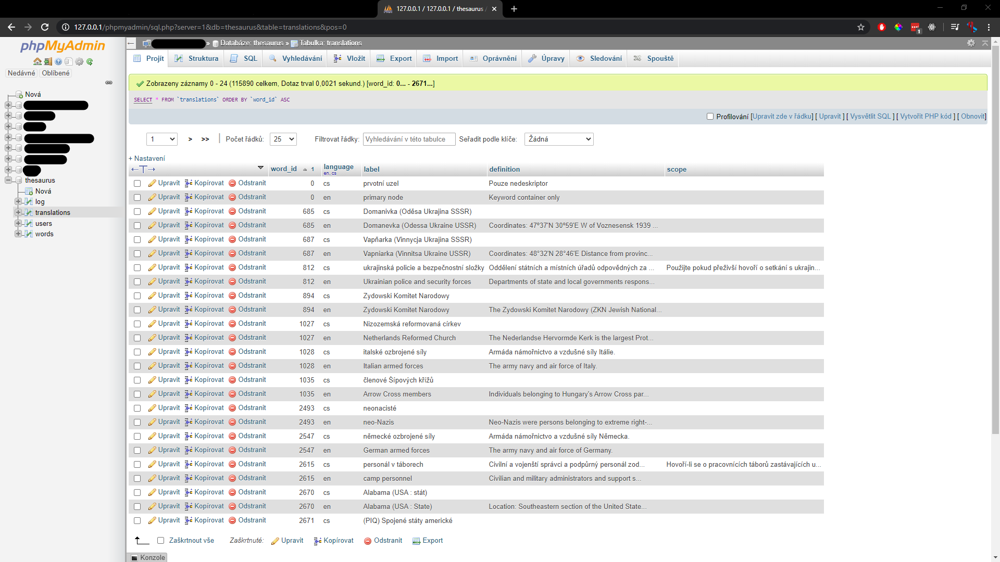 127.0.0.1 / 127.0.0.1 / thesaurus /
127.0.0.1/phpmyadmin/sql.php?server=1&db=thesaurus&table=translations&pos=0
1
phpMyAdmin
Nedávné Oblíbené
Nová
thesaurus
Nová
log
translations
users
words
» Databáze: thesaurus » Tabulka: translations
Projít Struktura SQL Vyhledávání Vložit Export Import Oprávnění Úpravy Sledování Spouště
Zobrazeny záznamy 0 - 24 (115890 celkem, Dotaz trval 0,0021 sekund.) [word_id: 0... - 2671...]
SELECT * FROM `translations` ORDER BY `word_id` ASC
Profilování [Upravit zde v řádku] [ Upravit ] [ Vysvětlit SQL ] [ Vytvořit PHP kód ] [ Obnovit]
1 > >> Počet řádků: 25 Filtrovat řádky: Vyhledávání v této tabulce Seřadit podle klíče: Žádná
+ Nastavení
←T→ word_id 1 language label definition scope
en, cs
Upravit Kopírovat Odstranit 0 cs prvotní uzel Pouze nedeskriptor
Upravit Kopírovat Odstranit 0 en primary node Keyword container only
Upravit Kopírovat Odstranit 685 cs Domanivka (Oděsa Ukrajina SSSR)
Upravit Kopírovat Odstranit 685 en Domanevka (Odessa Ukraine USSR) Coordinates: 47º37'N 30º59'E W of Voznesensk 1939 ...
Upravit Kopírovat Odstranit 687 cs Vapňarka (Vinnycja Ukrajina SSSR)
Upravit Kopírovat Odstranit 687 en Vapniarka (Vinnitsa Ukraine USSR) Coordinates: 48°32'N 28°46'E Distance from provinc...
Upravit Kopírovat Odstranit 812 cs ukrajinská policie a bezpečnostní složky Oddělení státních a místních úřadů odpovědných za ... Použijte pokud přeživší hovoří o setkání s ukrajin...
Upravit Kopírovat Odstranit 812 en Ukrainian police and security forces Departments of state and local governments respons...
Upravit Kopírovat Odstranit 894 cs Zydowski Komitet Narodowy
Upravit Kopírovat Odstranit 894 en Zydowski Komitet Narodowy The Zydowski Komitet Narodowy (ZKN Jewish National...
Upravit Kopírovat Odstranit 1027 cs Nizozemská reformovaná církev
Upravit Kopírovat Odstranit 1027 en Netherlands Reformed Church The Nederlandse Hervormde Kerk is the largest Prot...
Upravit Kopírovat Odstranit 1028 cs italské ozbrojené síly Armáda námořnictvo a vzdušné síly Itálie.
Upravit Kopírovat Odstranit 1028 en Italian armed forces The army navy and air force of Italy.
Upravit Kopírovat Odstranit 1035 cs členové Šípových křížů
Upravit Kopírovat Odstranit 1035 en Arrow Cross members Individuals belonging to Hungary's Arrow Cross par...
Upravit Kopírovat Odstranit 2493 cs neonacisté
Upravit Kopírovat Odstranit 2493 en neo-Nazis Neo-Nazis were persons belonging to extreme right-...
Upravit Kopírovat Odstranit 2547 cs německé ozbrojené síly Armáda námořnictvo a vzdušné síly Německa.
Upravit Kopírovat Odstranit 2547 en German armed forces The army navy and air force of Germany.
Upravit Kopírovat Odstranit 2615 cs personál v táborech Civilní a vojenští správci a podpůrný personál zod... Hovoří-li se o pracovnících táborů zastávajících u...
Upravit Kopírovat Odstranit 2615 en camp personnel Civilian and military administrators and support s...
Upravit Kopírovat Odstranit 2670 cs Alabama (USA : stát)
Upravit Kopírovat Odstranit 2670 en Alabama (USA : State) Location: Southeastern section of the United State...
Upravit Kopírovat Odstranit 2671 cs (PIQ) Spojené státy americké
Zaškrtnout vše Zaškrtnuté: Upravit Kopírovat Odstranit Export
Konzole